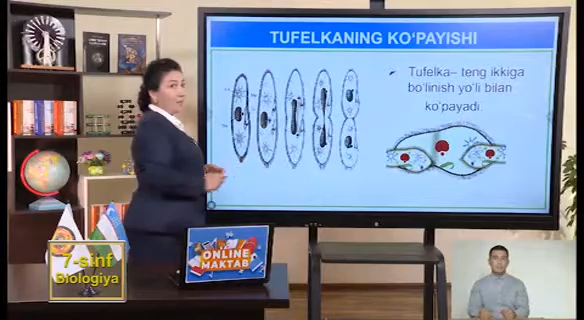 TUFELKANING KO‘PAYISHI
Tufelka– teng ikkiga
bo‘linish yo‘li bilan
ko‘payadi
ONLINE
MAKTAB
7-sinf
Biologiya